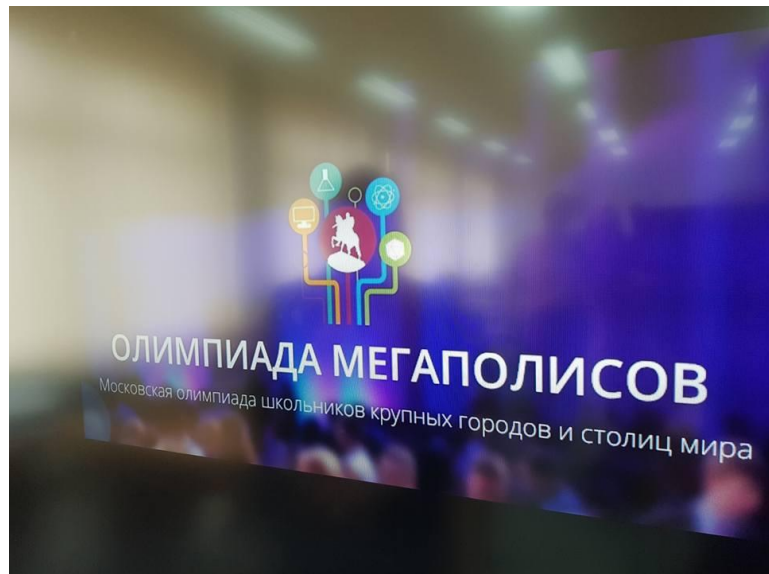 ОЛИМПИАДА МЕГАПОЛИСОВ
Московская олимпиада школьников крупных городов и столиц мира